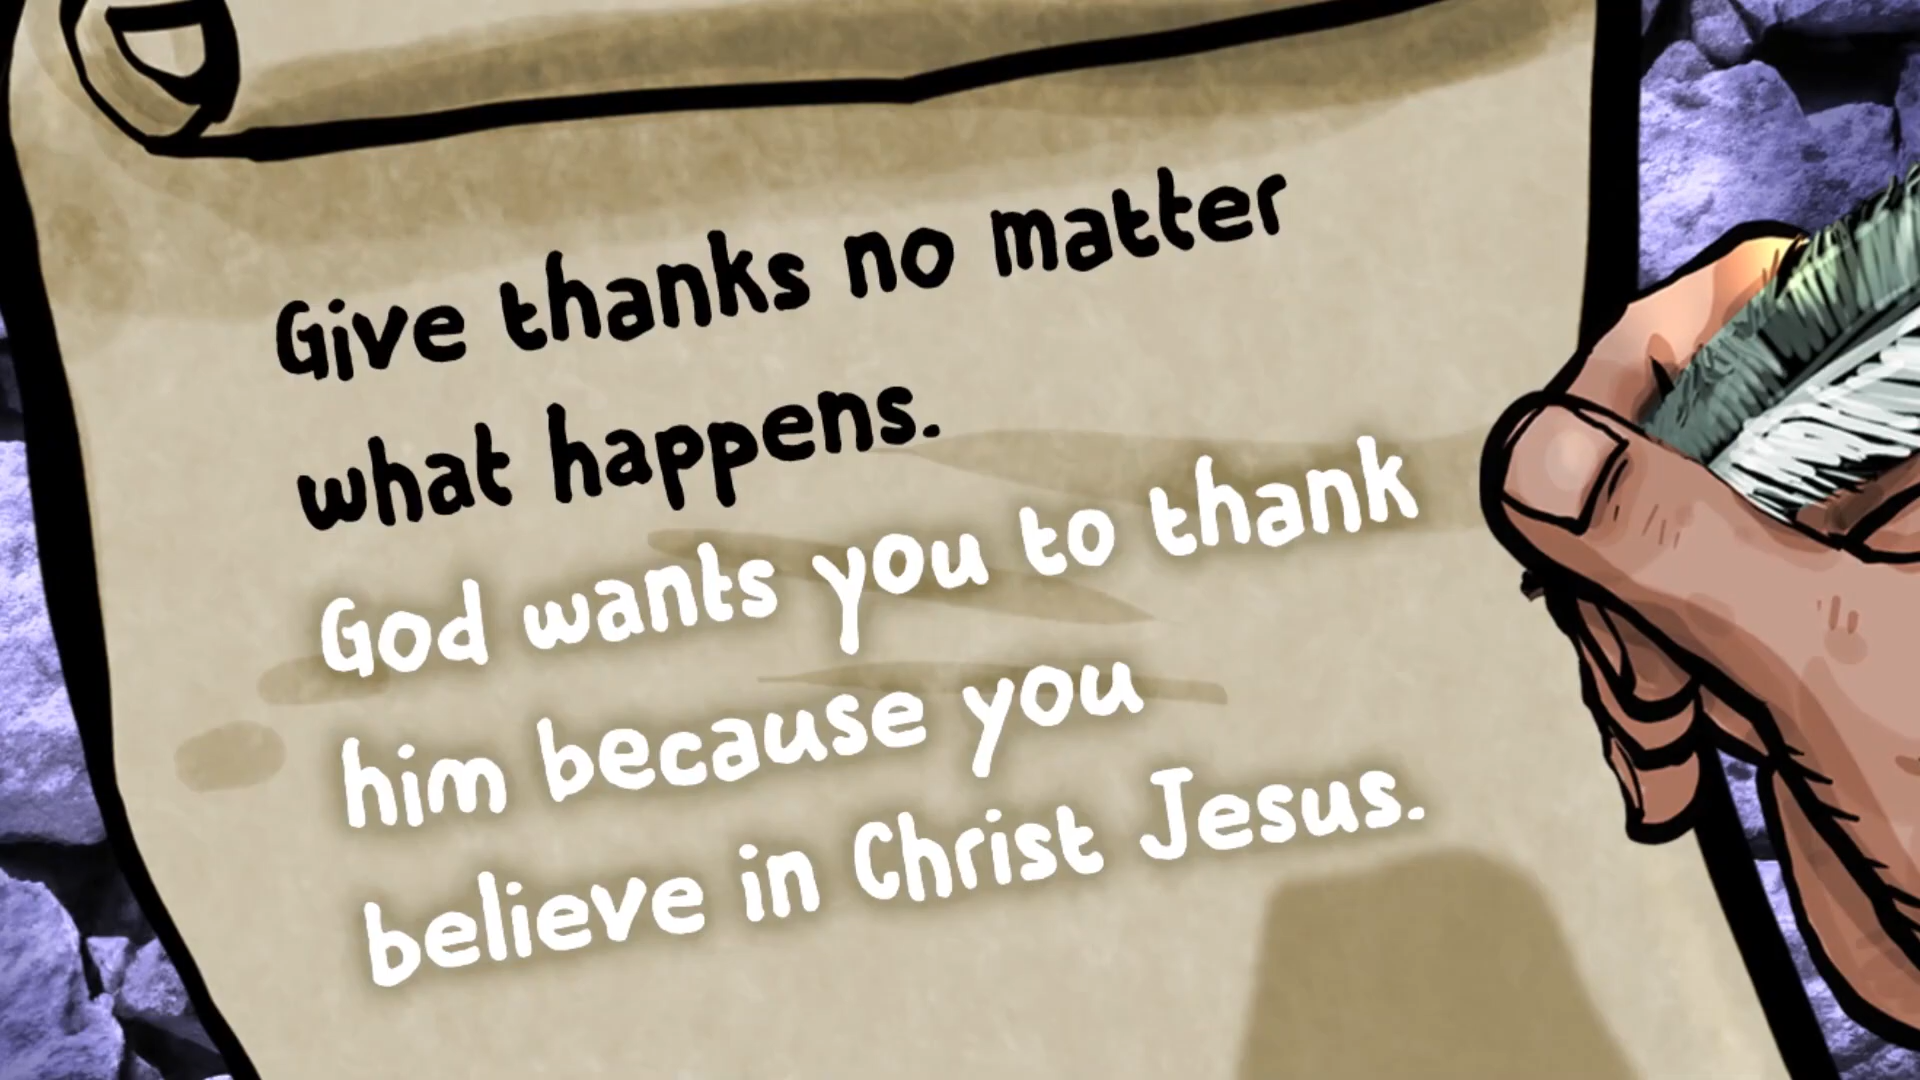 Give thanks no matter
what happens.
God wants you to thank
him because you
believe in Christ Jesus.